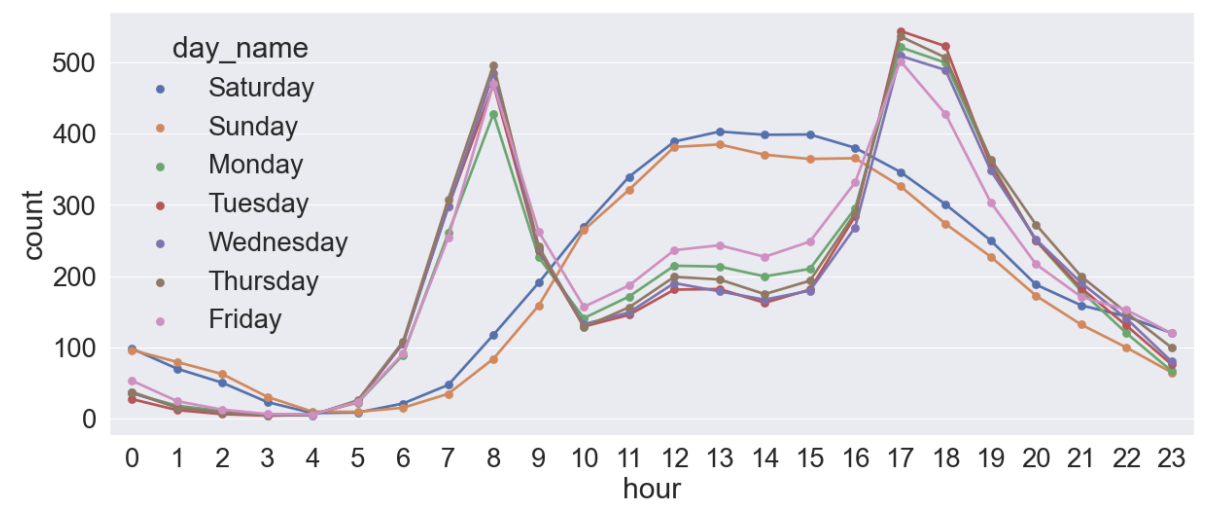 day_name
Saturday
Sunday
Monday
Tuesday
Wednesday
Thursday
Friday
count
500
400
300
200
100
0
0 1 2 3 4 5 6 7 8 9 10 11 12 13 14 15 16 17 18 19 20 21 22 23
hour